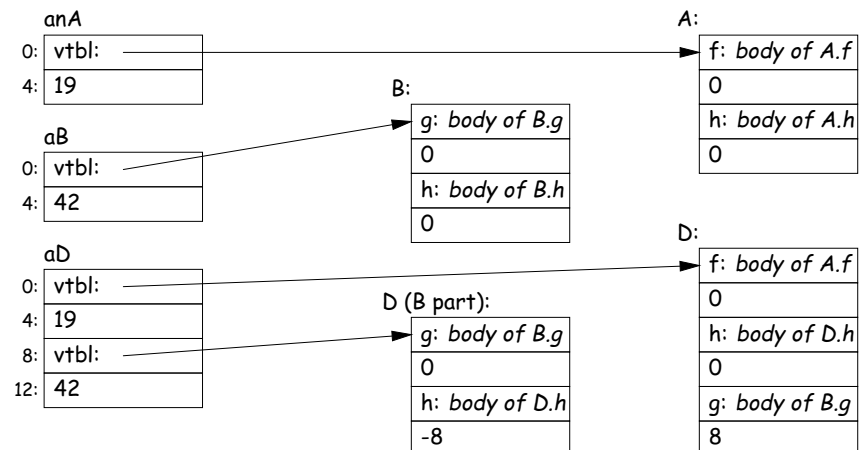 anA
0: vtbl:
4: 19
A:
f: body of A.f
0
h: body of A.h
0
B:
g: body of B.g
0
h: body of B.h
0
aB
0: vtbl:
4: 42
aD
0: vtbl:
4: 19
8: vtbl:
12: 42
D (B part):
g: body of B.g
0
h: body of D.h
-8
D:
f: body of A.f
0
h: body of D.h
0
g: body of B.g
8